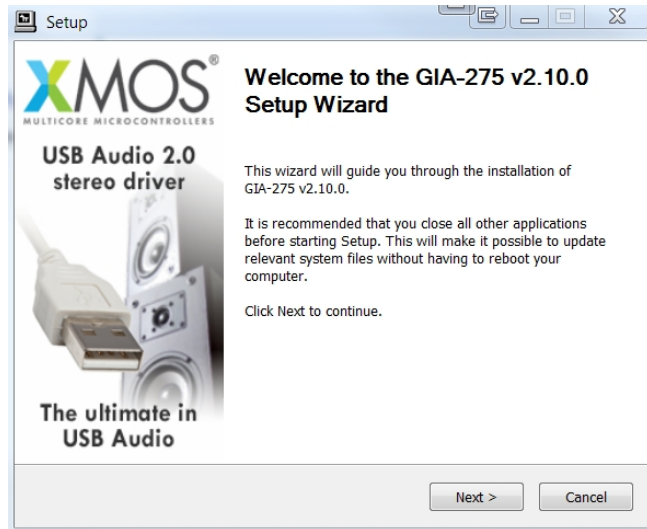 Setup
XMOS®
MULTICORE MICROCONTROLLERS
USB Audio 2.0
stereo driver
The ultimate in
USB Audio
Welcome to the GIA-275 v2.10.0
Setup Wizard
This wizard will guide you through the installation of
GIA-275 v2.10.0.
It is recommended that you close all other applications
before starting Setup. This will make it possible to update
relevant system files without having to reboot your
computer.
Click Next to continue.
Next >
Cancel